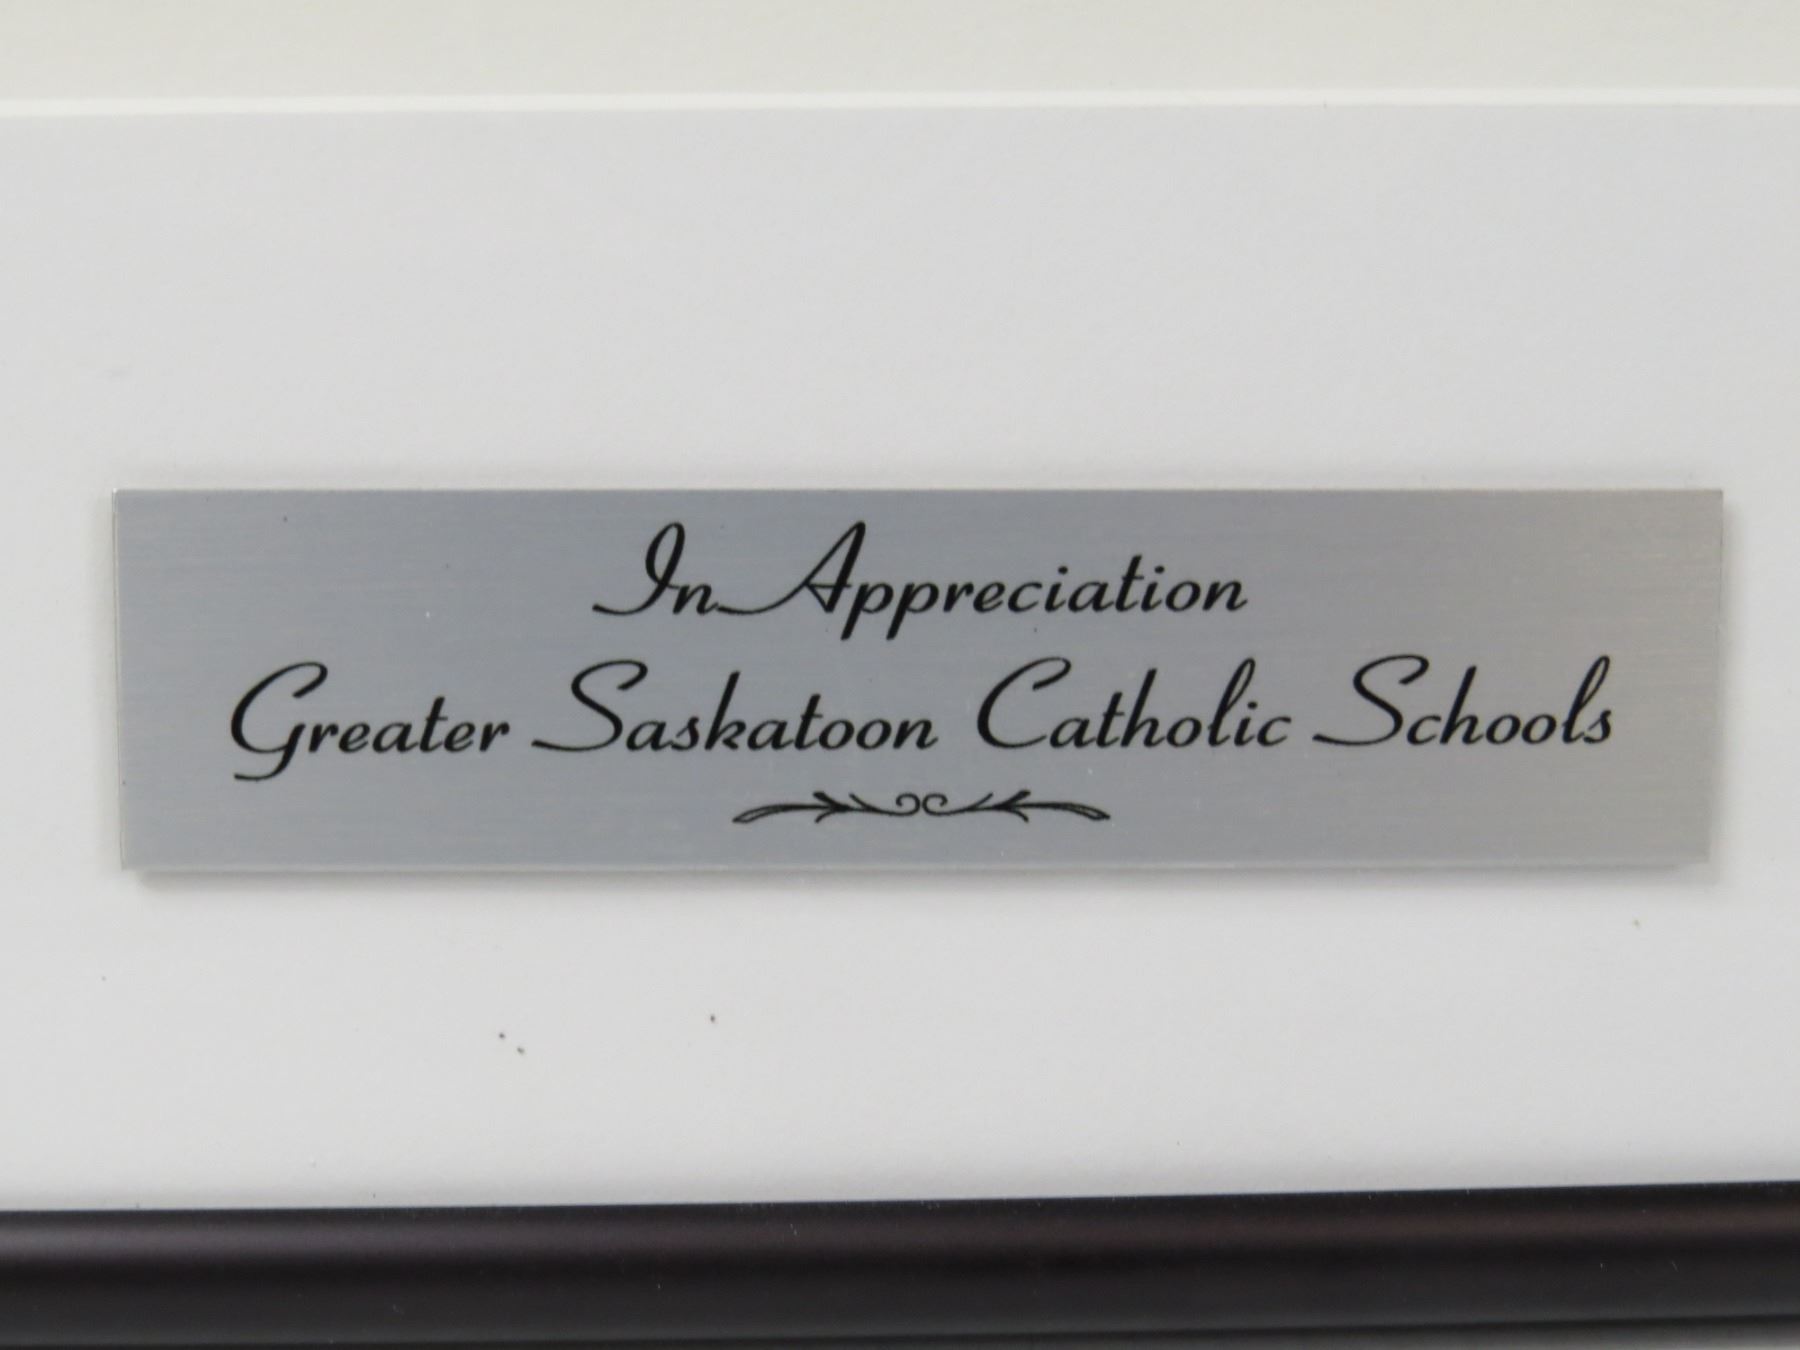 In Appreciation
Greater Saskatoon Catholic Schools